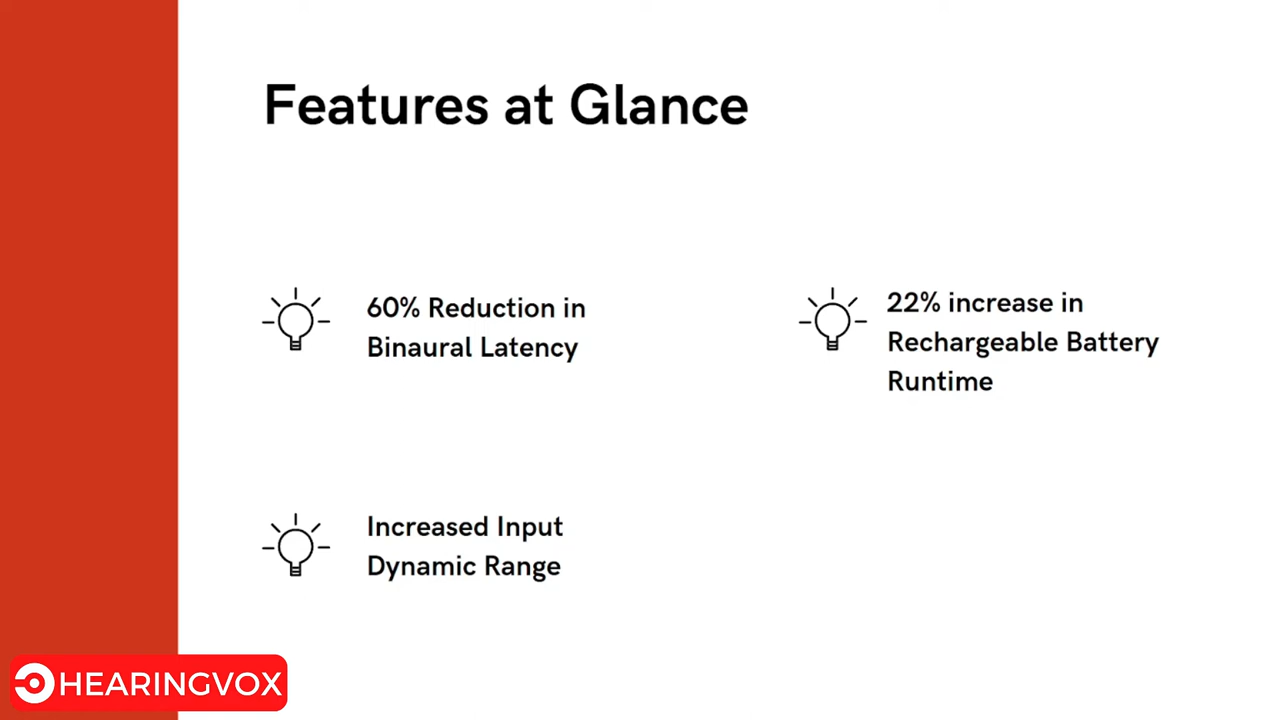 Features at Glance
60% Reduction in
Binaural Latency
22% increase in
Rechargeable Battery
Runtime
Increased Input
Dynamic Range
HEARINGVOX